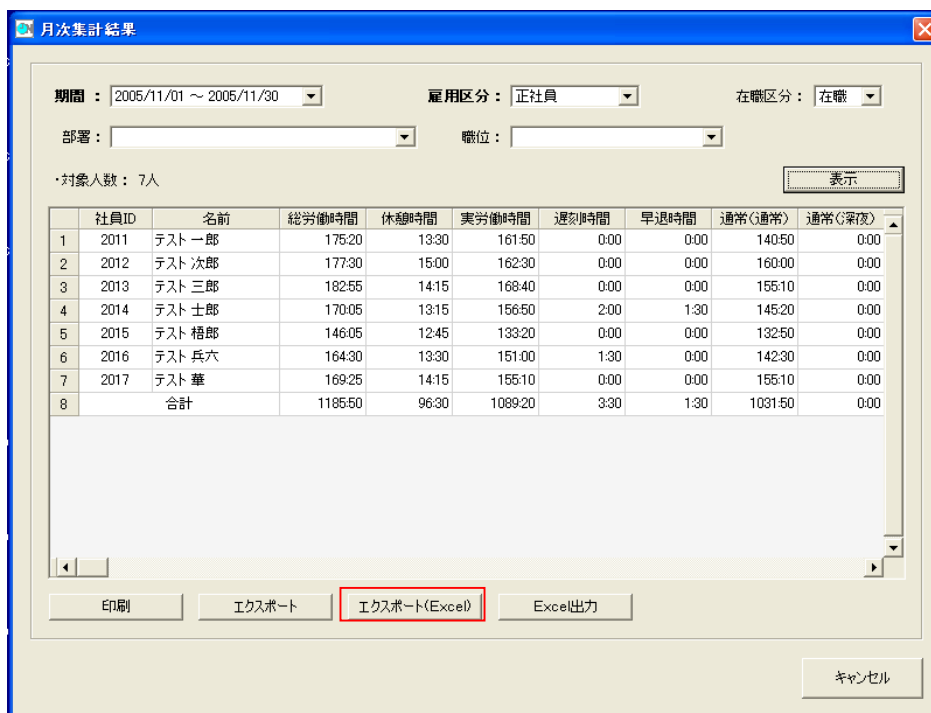 月次集計結果
期間 : 2005/11/01 ～ 2005/11/30 雇用区分 : 正社員 在職区分 : 在職
部署 : 職位 :
・対象人数 : 7人 表示
社員ID 名前 総労働時間 休憩時間 実労働時間 遅刻時間 早退時間 通常(通常) 通常(深夜)
1 2011 テスト 一郎 175:20 13:30 161:50 0:00 0:00 140:50 0:00
2 2012 テスト 次郎 177:30 15:00 162:30 0:00 0:00 160:00 0:00
3 2013 テスト 三郎 182:55 14:15 168:40 0:00 0:00 155:10 0:00
4 2014 テスト 士郎 170:05 13:15 156:50 2:00 1:30 145:20 0:00
5 2015 テスト 梧郎 146:05 12:45 133:20 0:00 0:00 132:50 0:00
6 2016 テスト 兵六 164:30 13:30 151:00 1:30 0:00 142:30 0:00
7 2017 テスト 華 169:25 14:15 155:10 0:00 0:00 155:10 0:00
8 合計 1185:50 96:30 1089:20 3:30 1:30 1031:50 0:00
印刷 エクスポート エクスポート(Excel) Excel出力
キャンセル